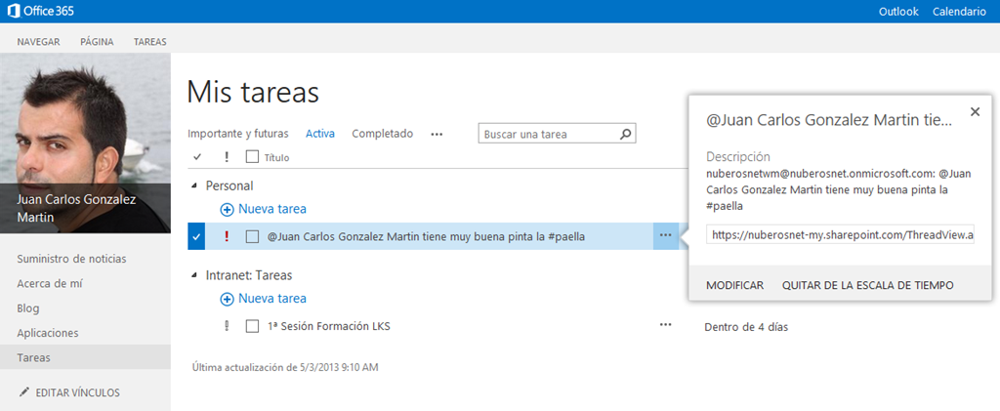 Office 365
Outlook Calendario
NAVEGAR PÁGINA TAREAS
Juan Carlos Gonzalez
Martin
Suministro de noticias
Acerca de mí
Blog
Aplicaciones
Tareas
EDITAR VÍNCULOS
Mis tareas
Importante y futuras Activa Completado ••• Buscar una tarea
Título
Personal
Nueva tarea
@Juan Carlos Gonzalez Martin tiene muy buena pinta la #paella
Intranet: Tareas
Nueva tarea
1ª Sesión Formación LKS
Dentro de 4 días
Última actualización de 5/3/2013 9:10 AM
@Juan Carlos Gonzalez Martin tie...
Descripción
nuberosnetwm@nuberosnet.onmicrosoft.com: @Juan
Carlos Gonzalez Martin tiene muy buena pinta la
#paella
https://nuberosnet-my.sharepoint.com/ThreadView.a
MODIFICAR QUITAR DE LA ESCALA DE TIEMPO